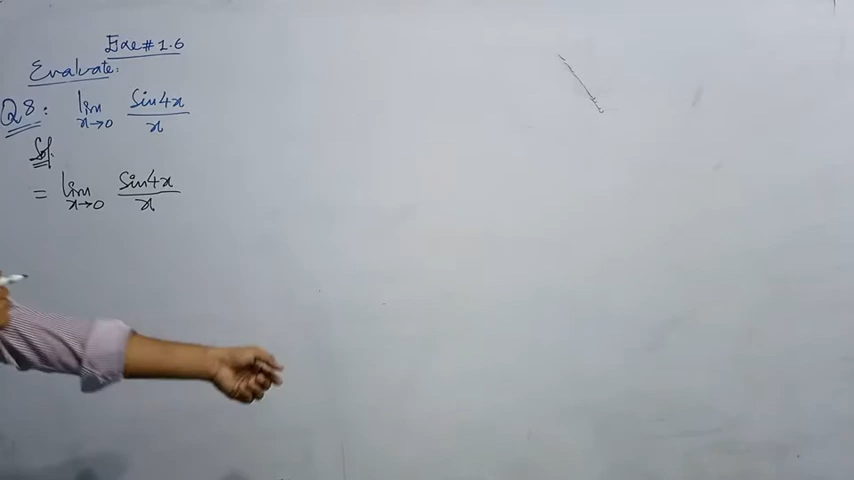 Exe # 1.6
Evaluate:
Q8: lim x→0 Sin4x/x
Sol:
= lim x→0 Sin4x/x